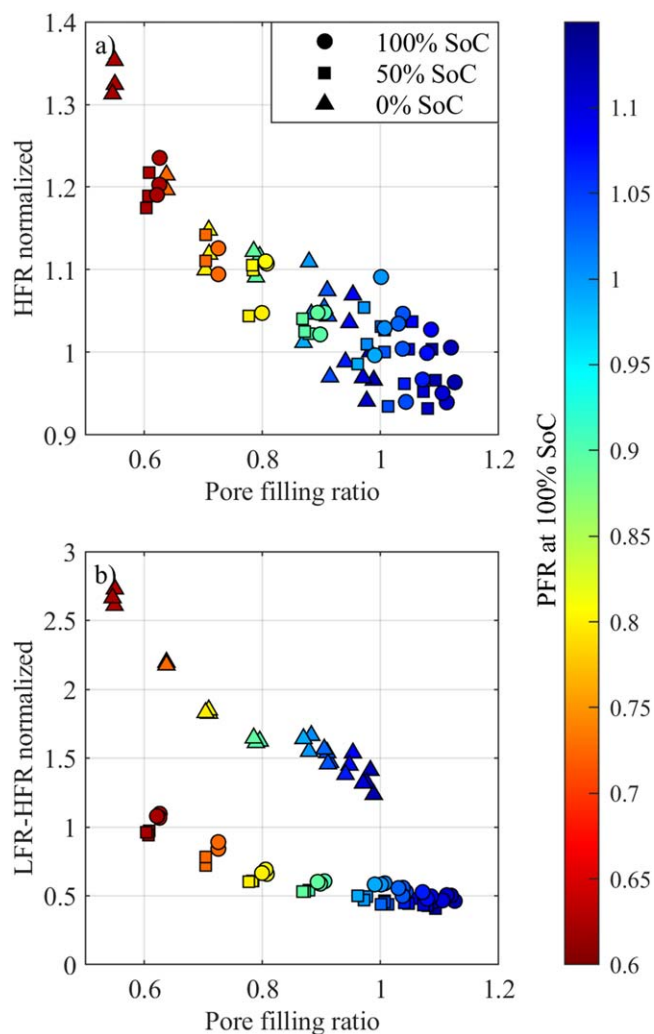 a)
100% SoC
50% SoC
0% SoC
1.4
1.3
1.2
1.1
1
0.9
HFR normalized
0.6 0.8 1 1.2
Pore filling ratio
b)
3
2.5
2
1.5
1
0.5
0
LFR-HFR normalized
0.6 0.8 1 1.2
Pore filling ratio
PFR at 100% SoC
1.1
1.05
1
0.95
0.9
0.85
0.8
0.75
0.7
0.65
0.6